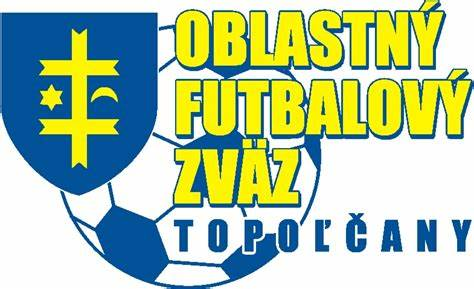 OBLASTNÝ
FUTBALOVÝ
ZVÄZ
TOPOĽČANY